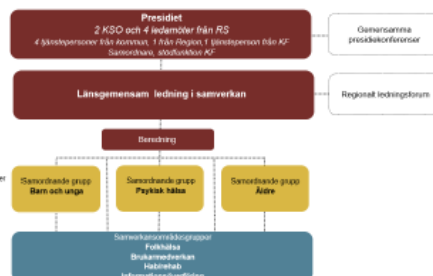 Presidiet
2 KSO och 4 ledamöter från RS
4 tjänstepersoner från kommun, 1 från Region,1 tjänsteperson från KF
Samordnare, stödfunktion KF
Gemensamma
presidiekonferenser
Länsgemensam ledning i samverkan
Regionalt ledningsforum
Beredning
Samordnande grupp
Barn och unga
Samordnande grupp
Psykisk hälsa
Samordnande grupp
Äldre
Samverkansområdesgrupper
Folkhälsa
Brukarmedverkan
Hab/rehab